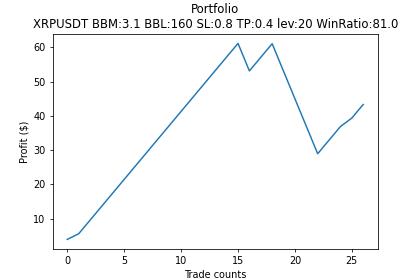 Portfolio
XRPUSDT BBM:3.1 BBL:160 SL:0.8 TP:0.4 lev:20 WinRatio:81.0
60
50
40
30
20
10
Profit ($)
0 5 10 15 20 25
Trade counts